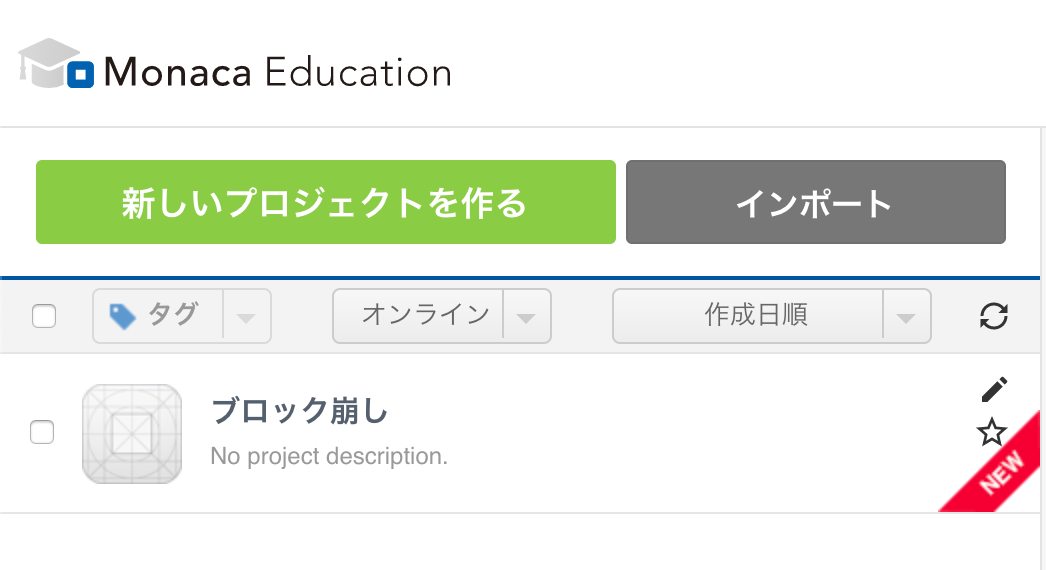 Monaca Education
新しいプロジェクトを作る
インポート
タグ
オンライン
作成日順
ブロック崩し
No project description.
NEW